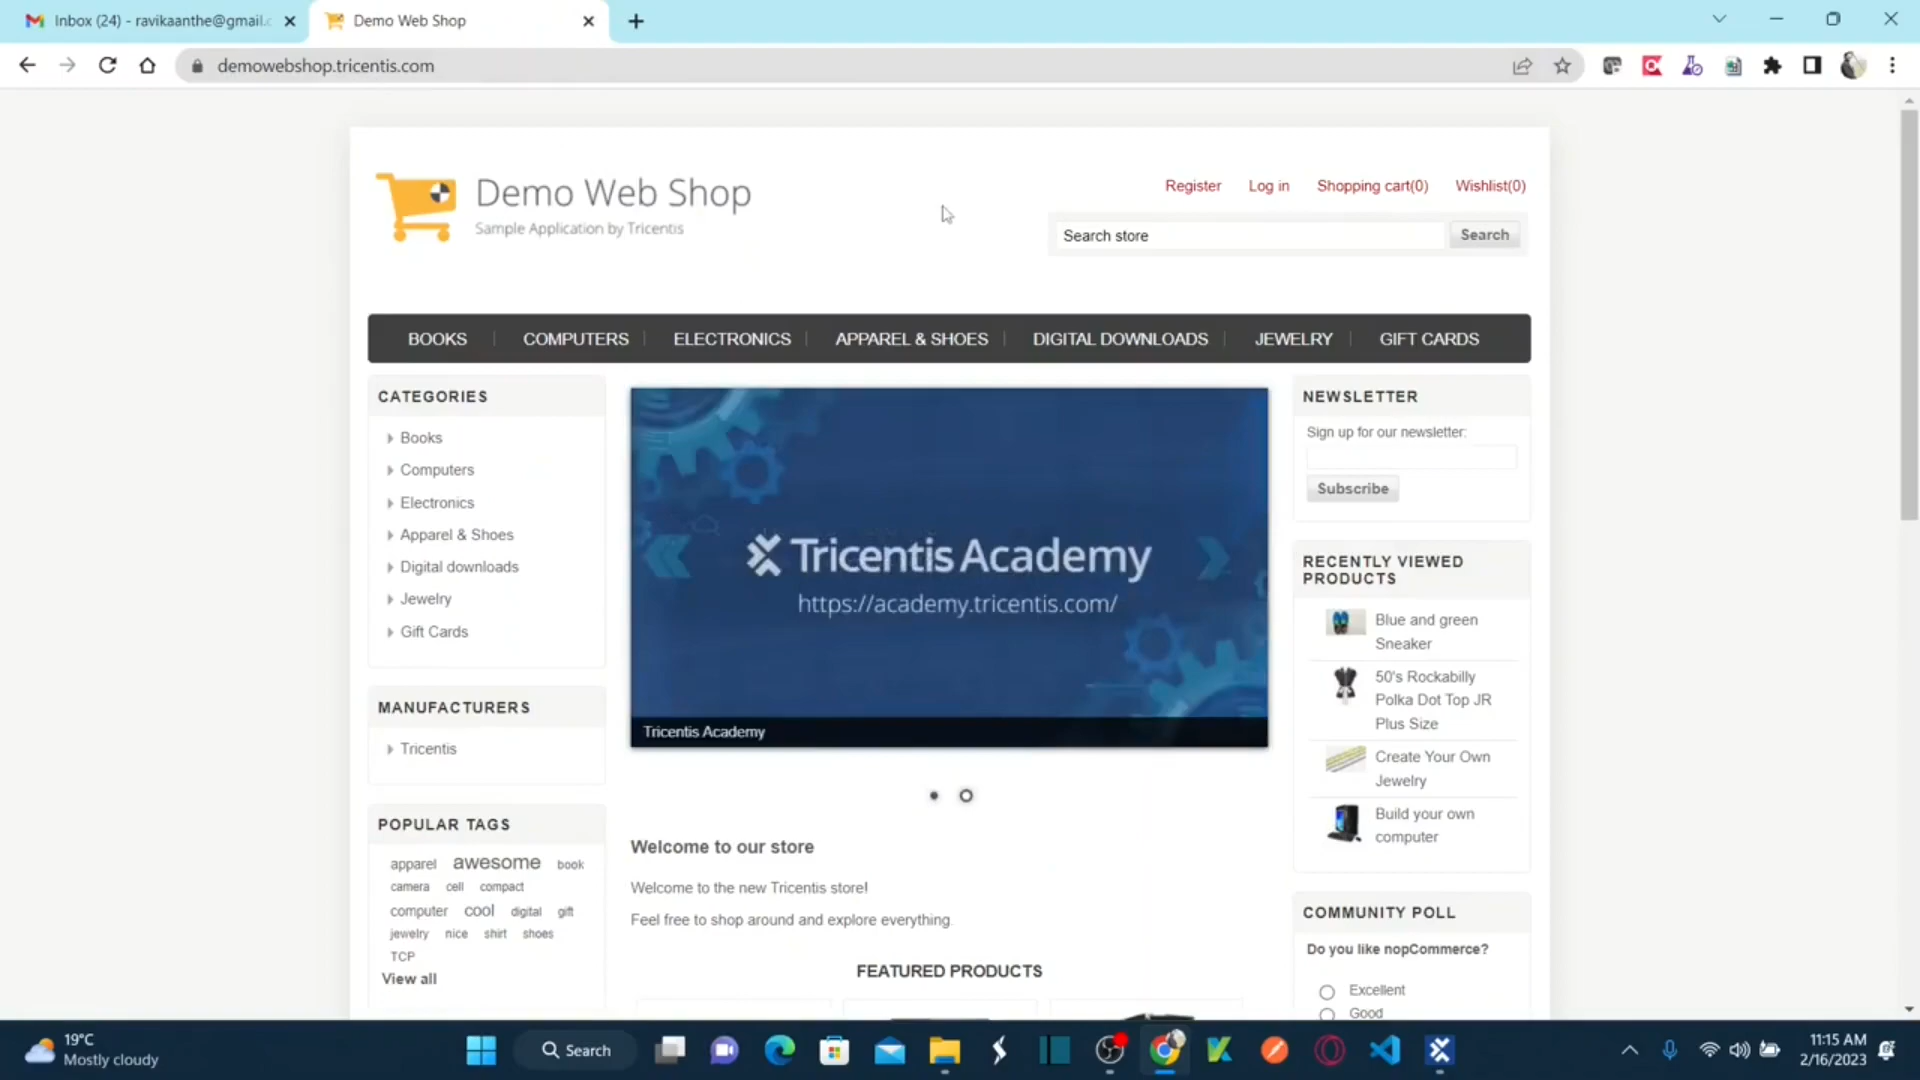 Inbox (24) - ravikaanthe@gmail.c
Demo Web Shop
demowebshop.tricentis.com
Demo Web Shop
Sample Application by Tricentis
Register Log in Shopping cart(0) Wishlist(0)
Search store
Search
BOOKS COMPUTERS ELECTRONICS APPAREL & SHOES DIGITAL DOWNLOADS JEWELRY GIFT CARDS
CATEGORIES
Books
Computers
Electronics
Apparel & Shoes
Digital downloads
Jewelry
Gift Cards
MANUFACTURERS
Tricentis
POPULAR TAGS
apparel awesome book
camera cell compact
computer cool digital gift
jewelry nice shirt shoes
TCP
View all
Tricentis Academy
https://academy.tricentis.com/
Tricentis Academy
Welcome to our store
Welcome to the new Tricentis store!
Feel free to shop around and explore everything.
FEATURED PRODUCTS
NEWSLETTER
Sign up for our newsletter:
Subscribe
RECENTLY VIEWED
PRODUCTS
Blue and green
Sneaker
50's Rockabilly
Polka Dot Top JR
Plus Size
Create Your Own
Jewelry
Build your own
computer
COMMUNITY POLL
Do you like nopCommerce?
Excellent
Good
19°C
Mostly cloudy
Search
11:15 AM
2/16/2023